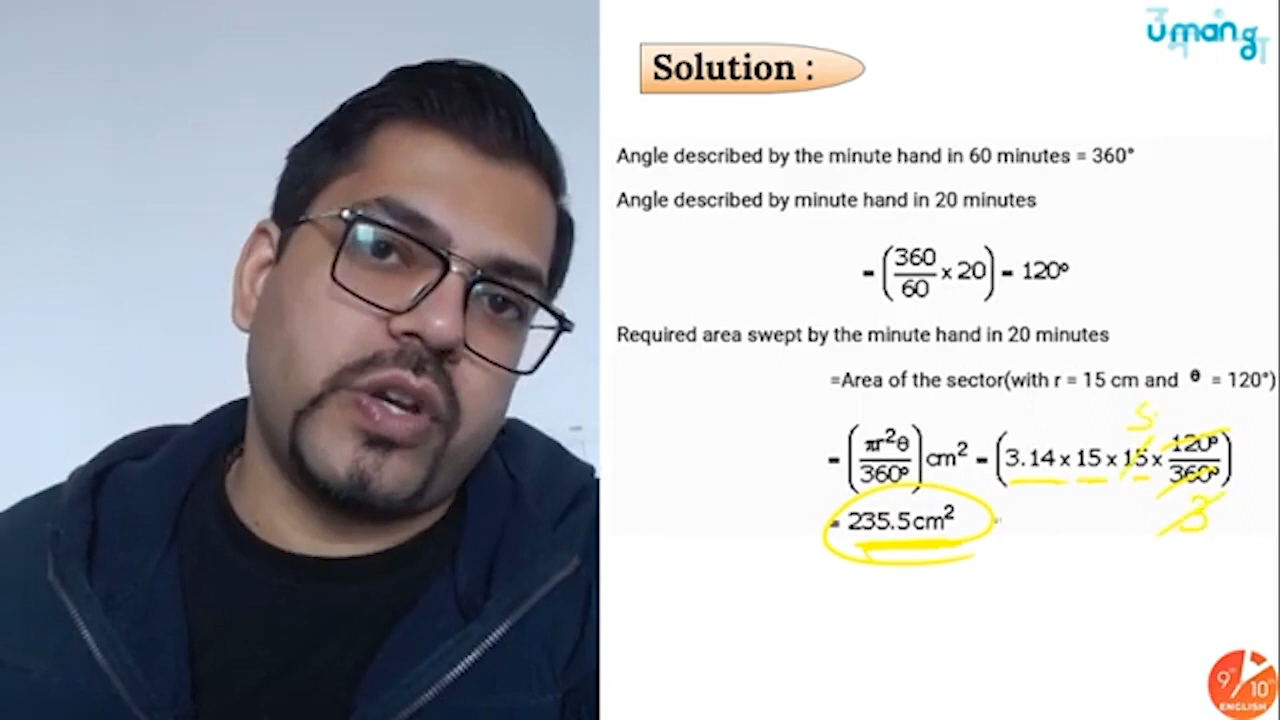 umang
Solution :
Angle described by the minute hand in 60 minutes = 360°
Angle described by minute hand in 20 minutes
= (360/60 x 20) = 120°
Required area swept by the minute hand in 20 minutes
=Area of the sector(with r = 15 cm and θ = 120°)
5
= (πr²θ/360°) cm² = (3.14 x 15 x 15 x 120°/360°)
3
= 235.5 cm²
9th 10th
ENGLISH